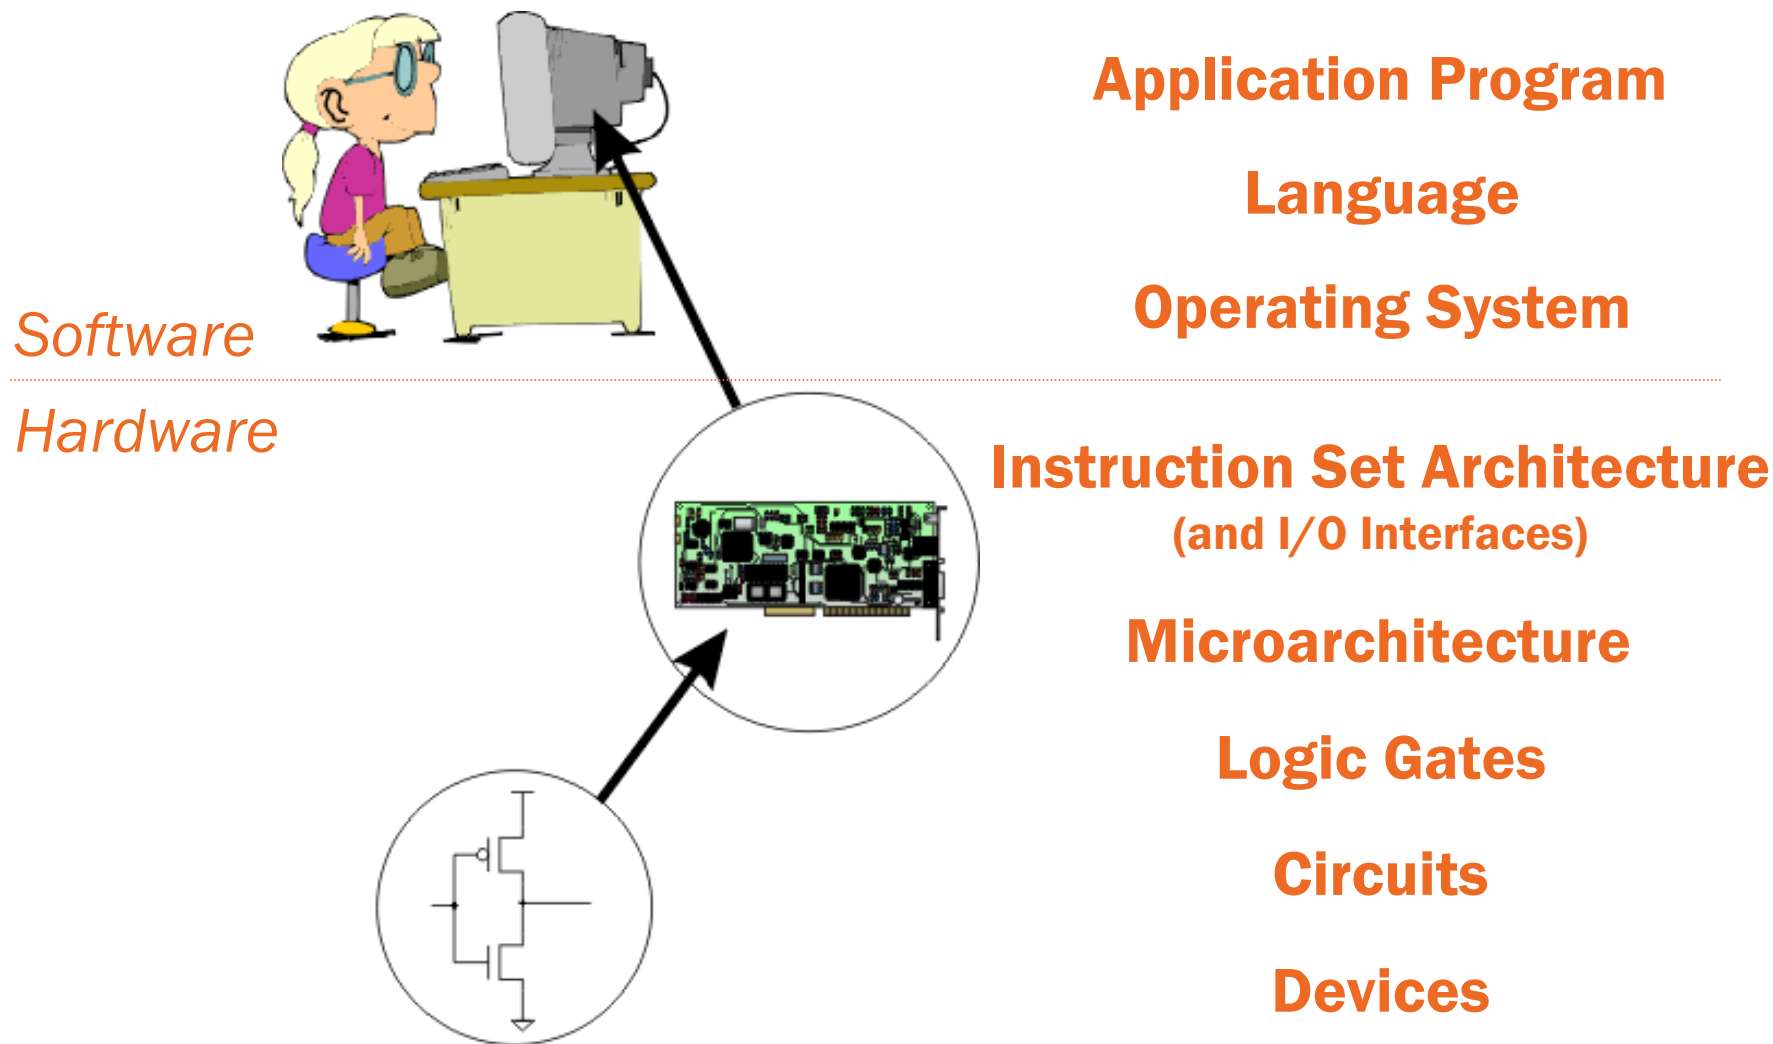 Application Program
Language
Operating System
Software
Hardware
Instruction Set Architecture
(and I/O Interfaces)
Microarchitecture
Logic Gates
Circuits
Devices